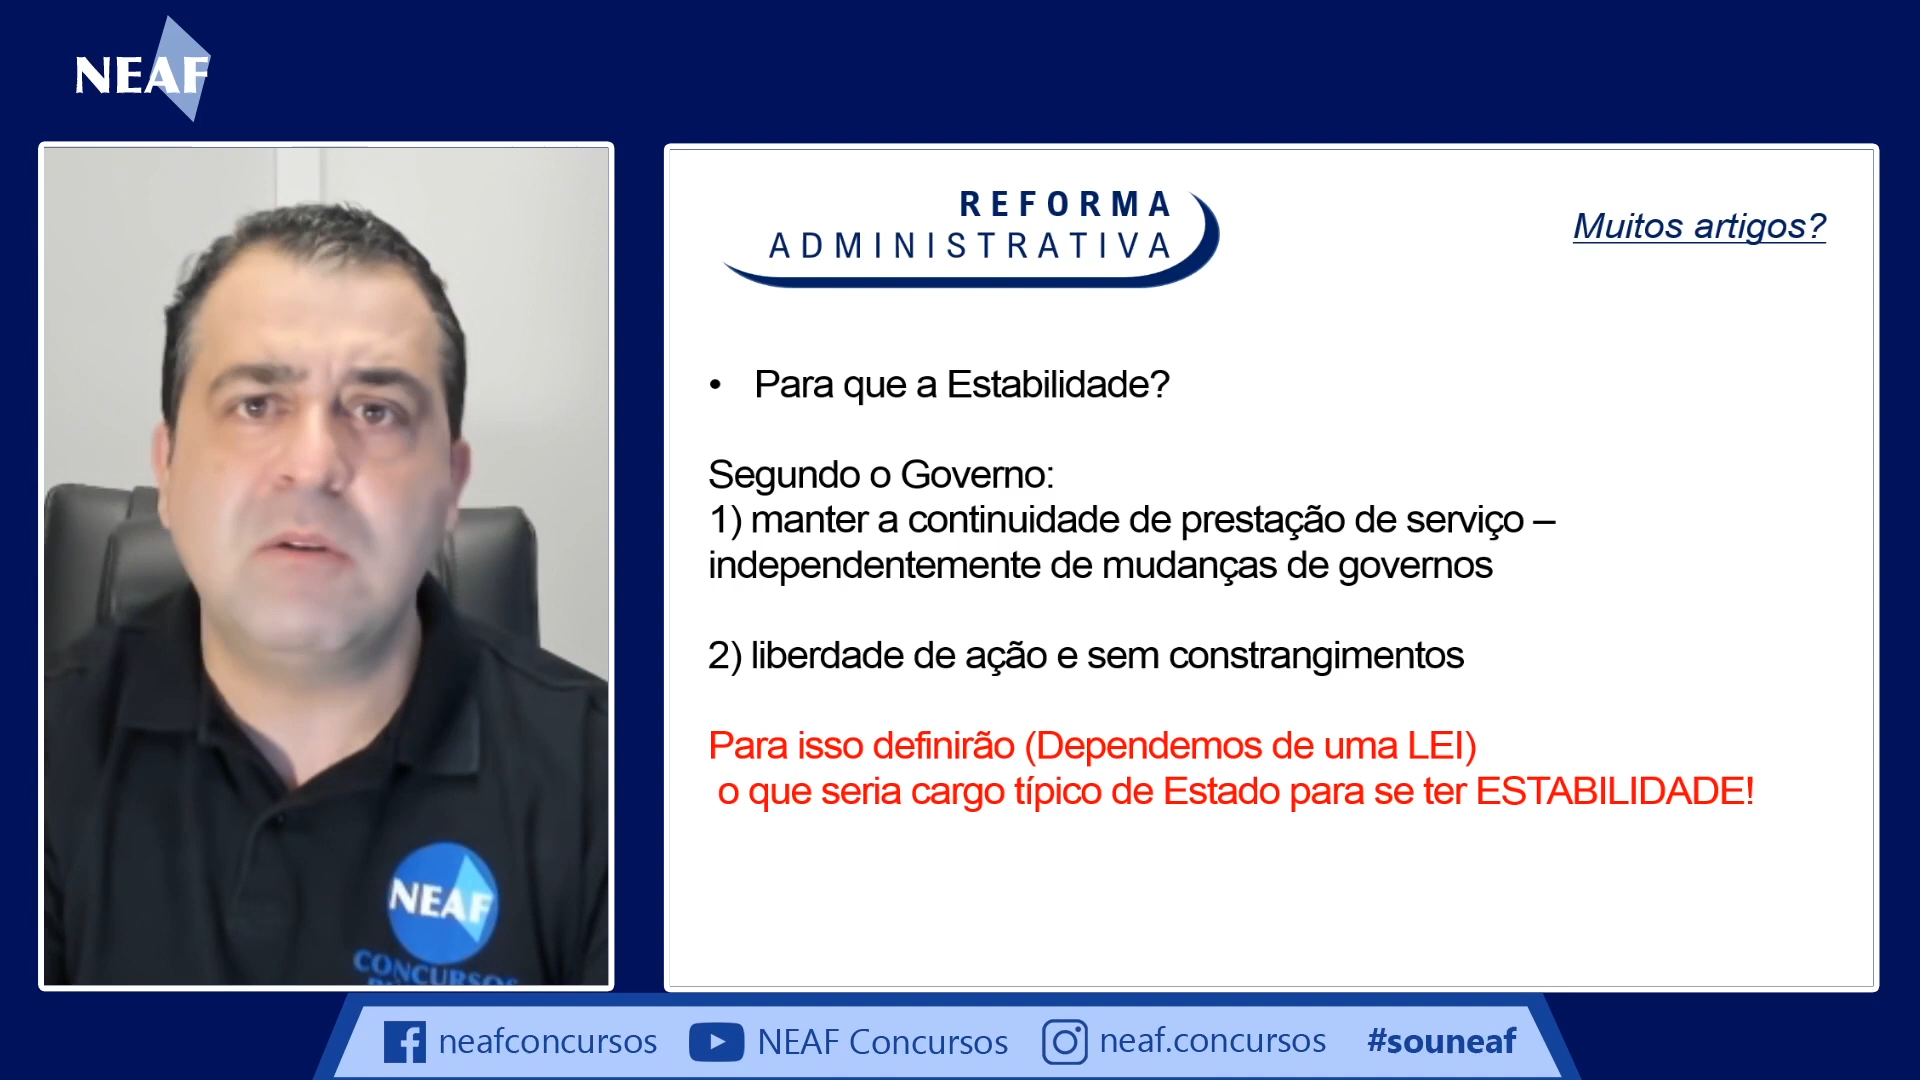 NEAF
REFORMA
ADMINISTRATIVA
Muitos artigos?
• Para que a Estabilidade?
Segundo o Governo:
1) manter a continuidade de prestação de serviço –
independentemente de mudanças de governos
2) liberdade de ação e sem constrangimentos
Para isso definirão (Dependemos de uma LEI)
o que seria cargo típico de Estado para se ter ESTABILIDADE!
NEAF
CONCURSOS
neafconcursos NEAF Concursos neaf.concursos #souneaf